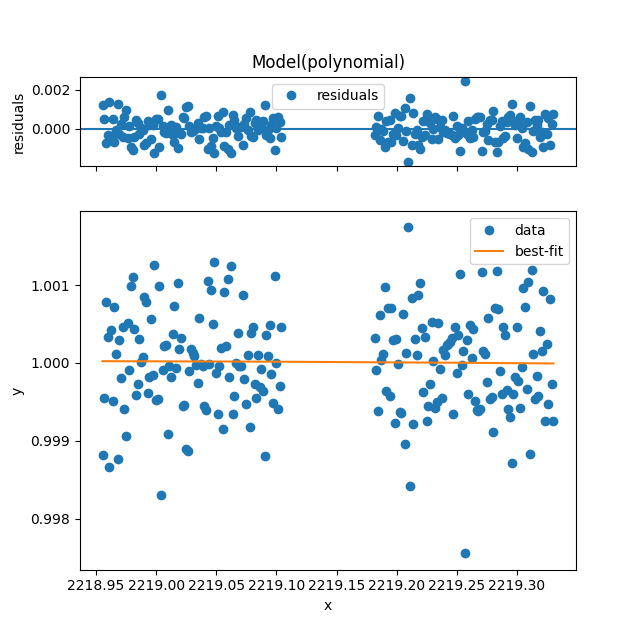 Model(polynomial)
0.002
0.000
residuals
residuals
data
best-fit
1.001
1.000
0.999
0.998
y
2218.95 2219.00 2219.05 2219.10 2219.15 2219.20 2219.25 2219.30
x